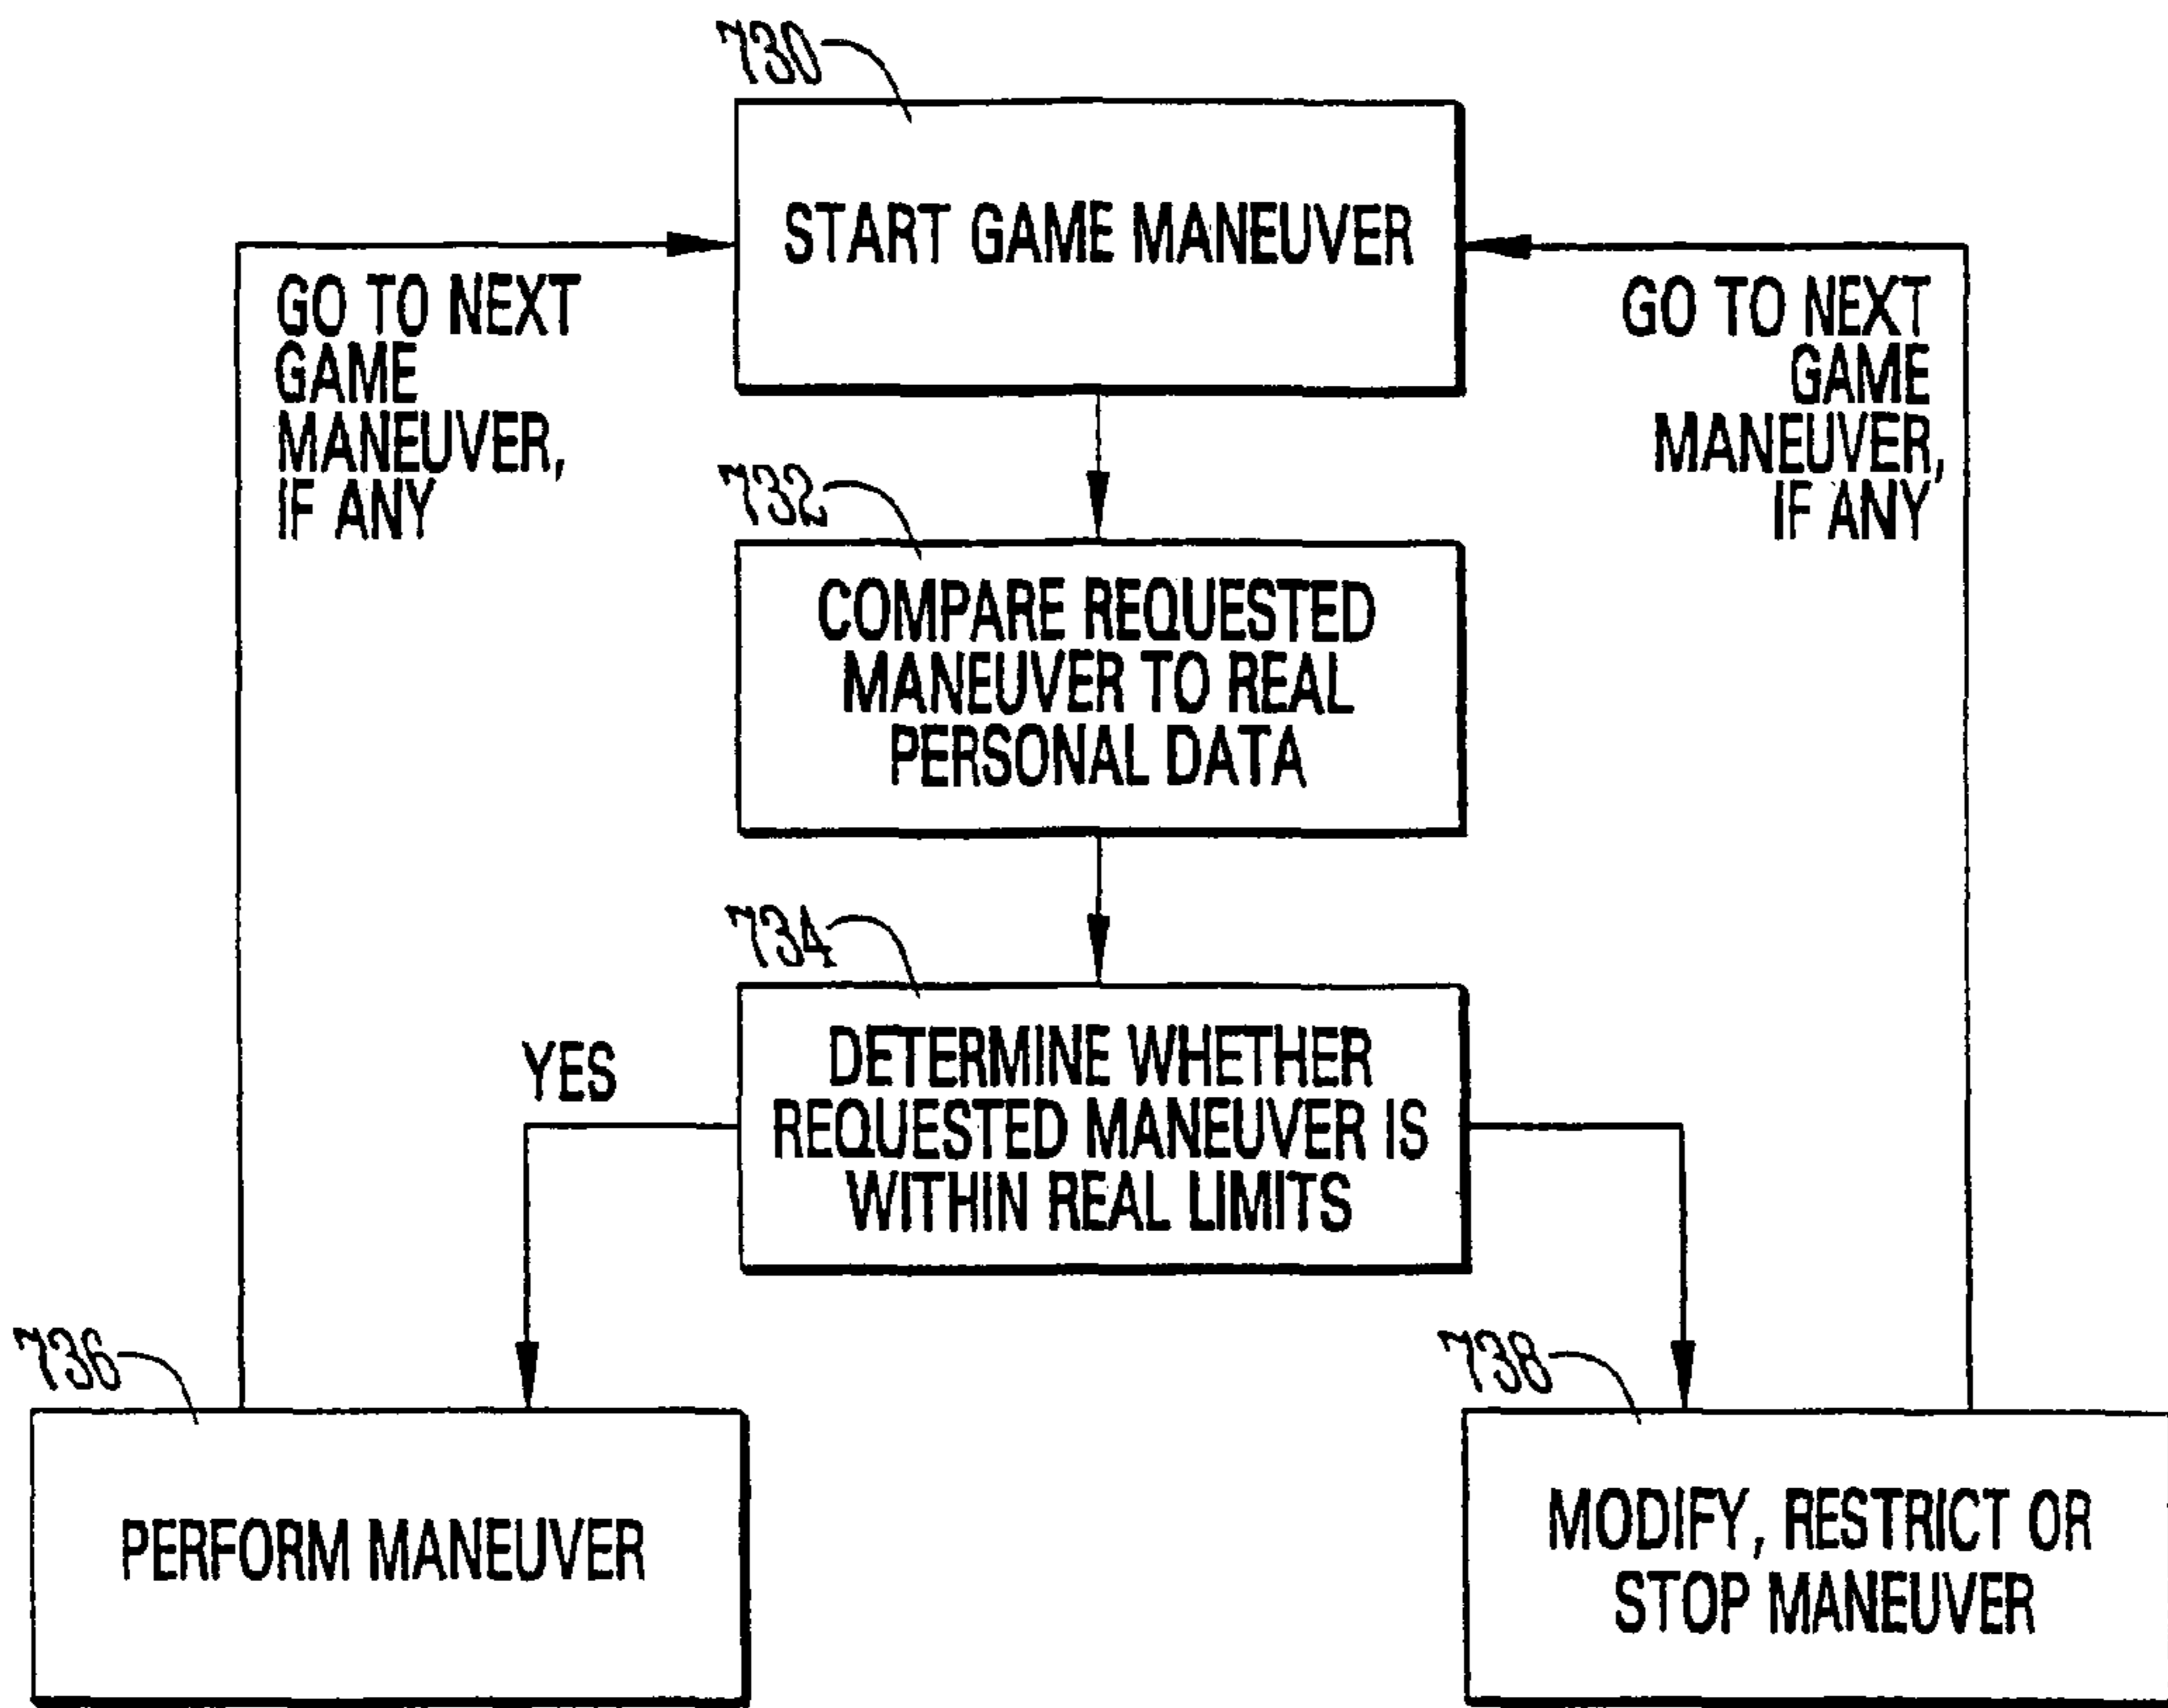 730
START GAME MANEUVER
GO TO NEXT
GAME
MANEUVER,
IF ANY
GO TO NEXT
GAME
MANEUVER,
IF ANY
732
COMPARE REQUESTED
MANEUVER TO REAL
PERSONAL DATA
734
DETERMINE WHETHER
REQUESTED MANEUVER IS
WITHIN REAL LIMITS
YES
736
PERFORM MANEUVER
738
MODIFY, RESTRICT OR
STOP MANEUVER